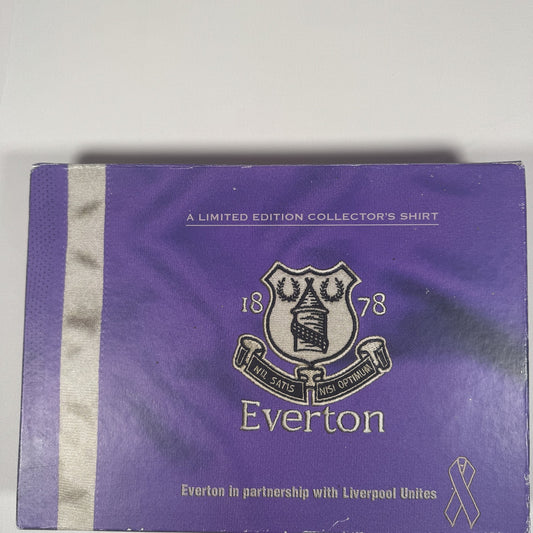 A LIMITED EDITION COLLECTOR'S SHIRT
18 78
NIL SATIS NISI OPTIMUM
Everton
Everton in partnership with Liverpool Unites